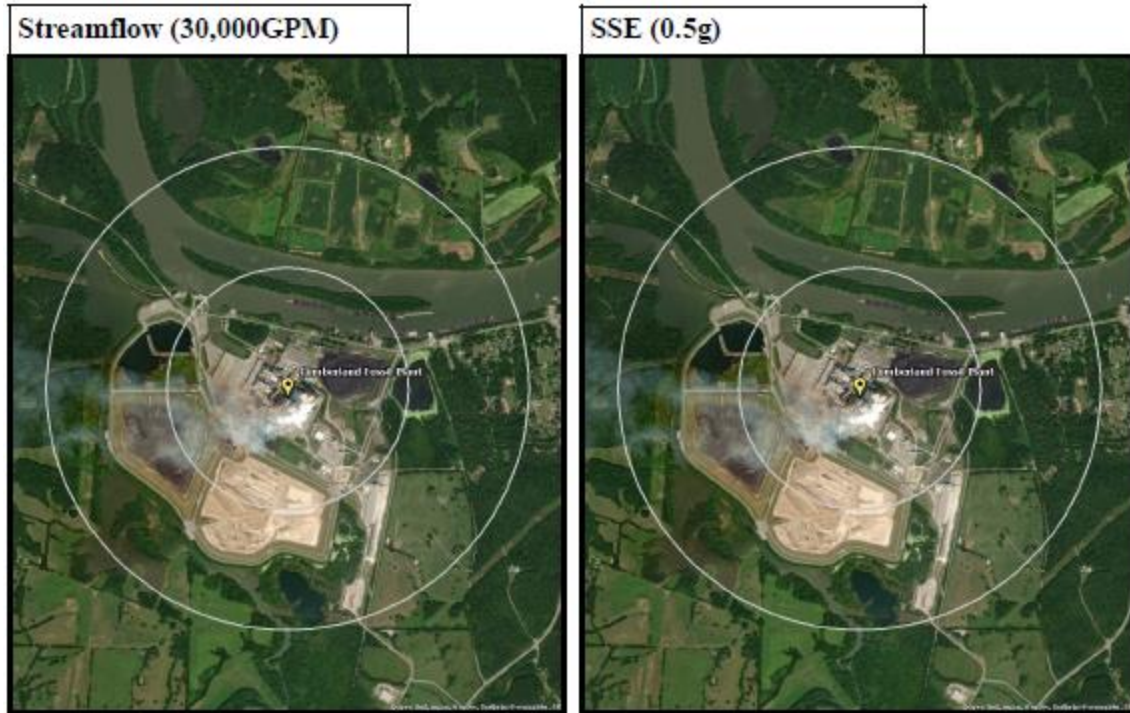 Streamflow (30,000GPM)
SSE (0.5g)
Cumberland Fossil Plant
Cumberland Fossil Plant